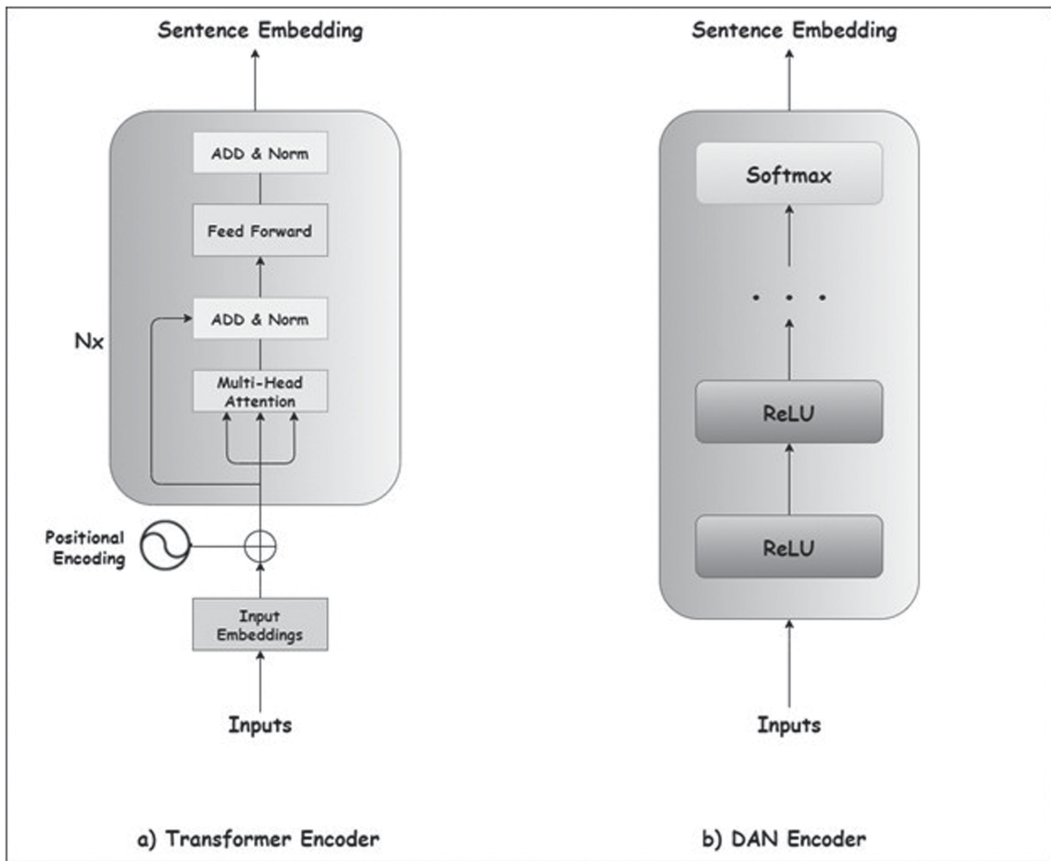 Sentence Embedding
ADD & Norm
Feed Forward
ADD & Norm
Nx
Multi-Head
Attention
Positional
Encoding
Input
Embeddings
Inputs
a) Transformer Encoder
Sentence Embedding
Softmax
. . .
ReLU
ReLU
Inputs
b) DAN Encoder